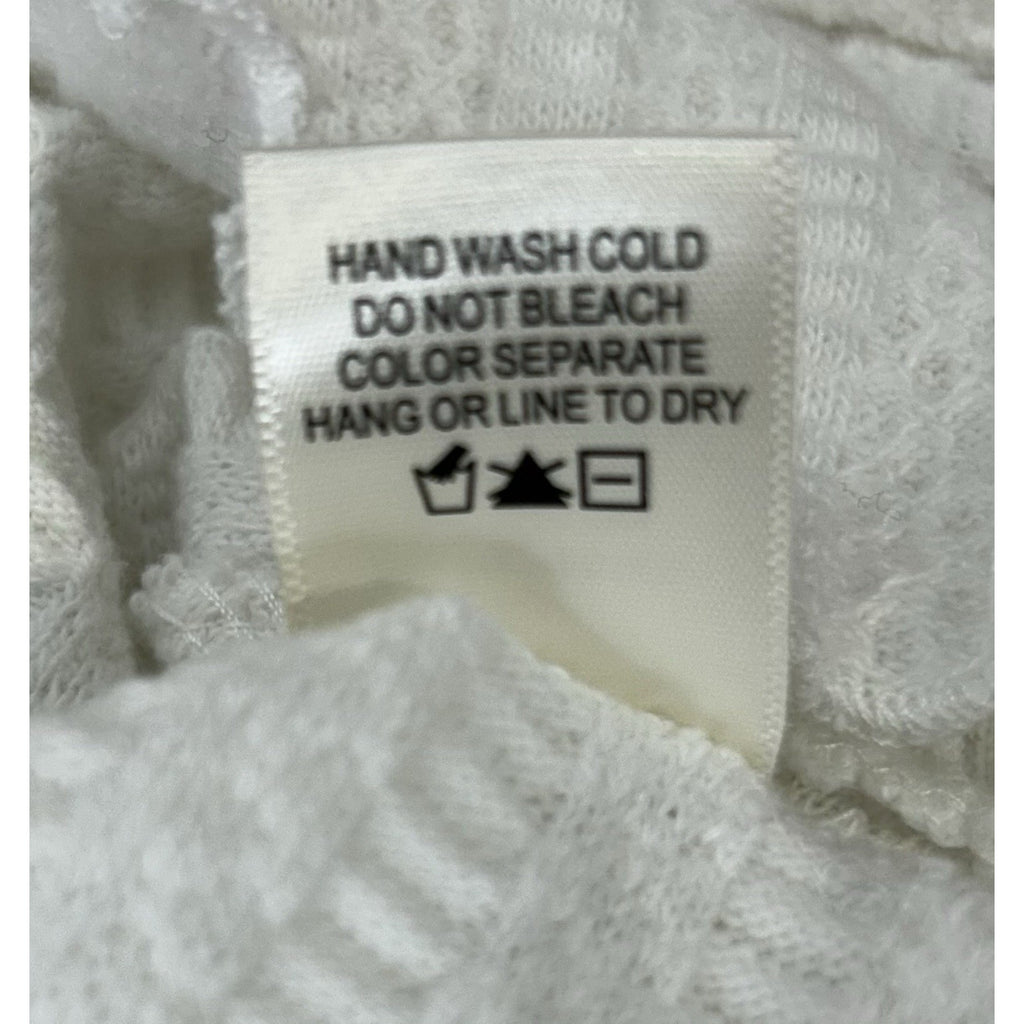 HAND WASH COLD
DO NOT BLEACH
COLOR SEPARATE
HANG OR LINE TO DRY